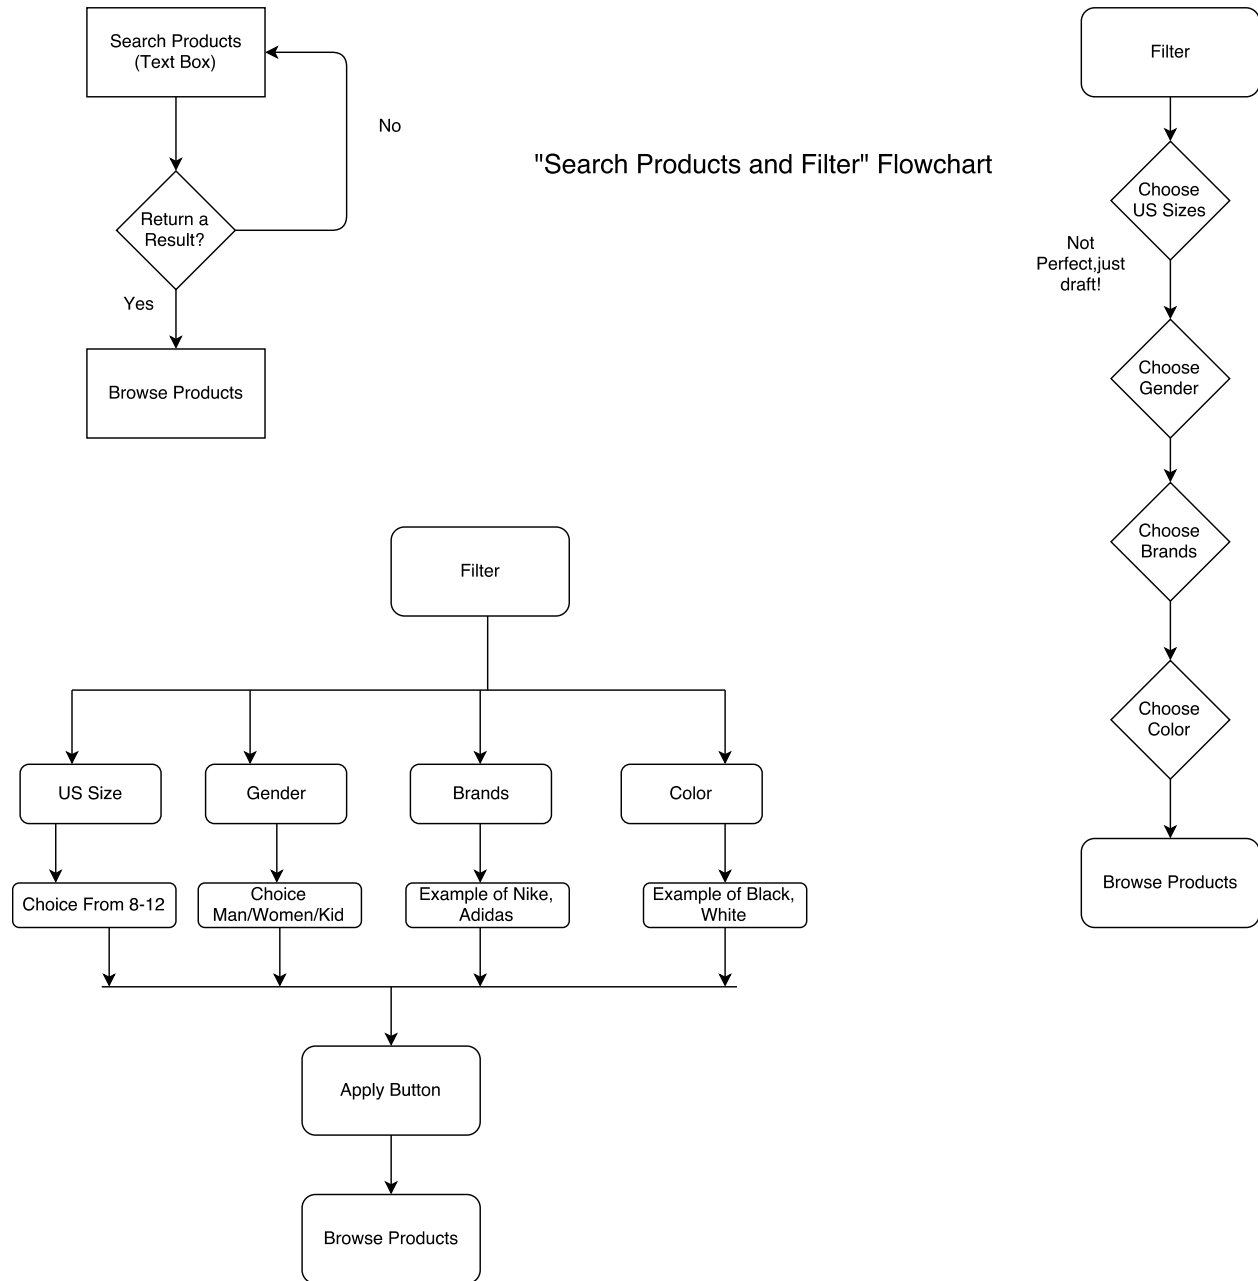 Search Products
(Text Box)
No
Return a
Result?
Yes
Browse Products
"Search Products and Filter" Flowchart
Filter
Choose
US Sizes
Not
Perfect,just
draft!
Choose
Gender
Choose
Brands
Choose
Color
Browse Products
Filter
US Size
Gender
Brands
Color
Choice From 8-12
Choice
Man/Women/Kid
Example of Nike,
Adidas
Example of Black,
White
Apply Button
Browse Products